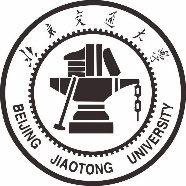 北京交通大学
BEIJING JIAOTONG UNIVERSITY